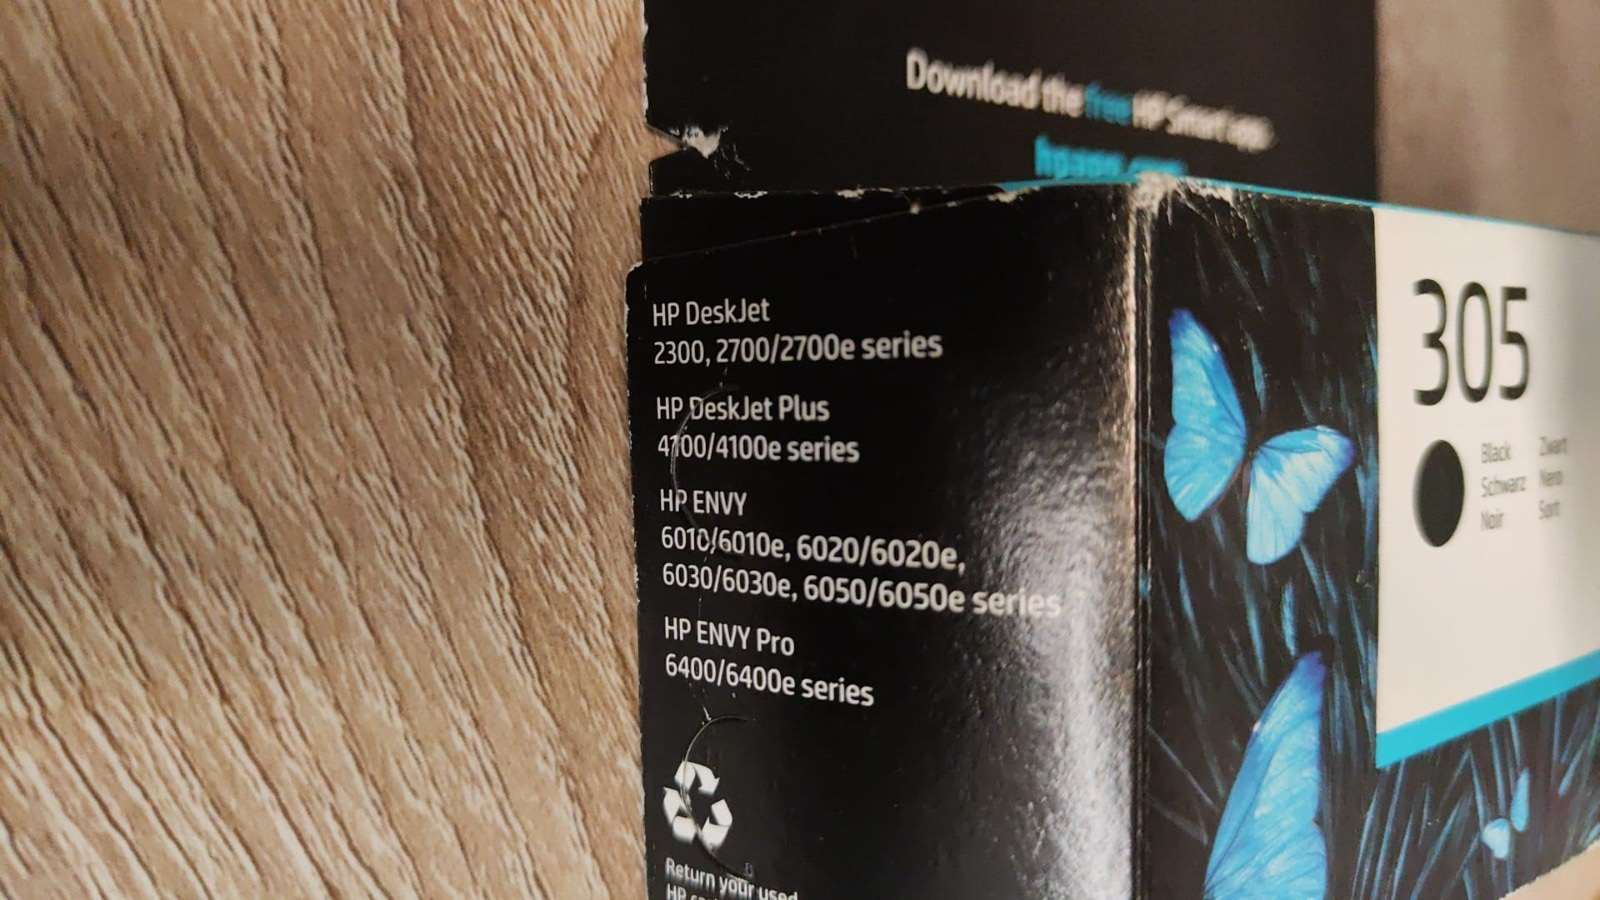 Download the free HP Smart app
HP DeskJet
2300, 2700/2700e series
HP DeskJet Plus
4100/4100e series
HP ENVY
6010/6010e, 6020/6020e,
6030/6030e, 6050/6050e series
HP ENVY Pro
6400/6400e series
Return your used
HP
305
Black Zwart
Schwarz Nero
Noir Sort